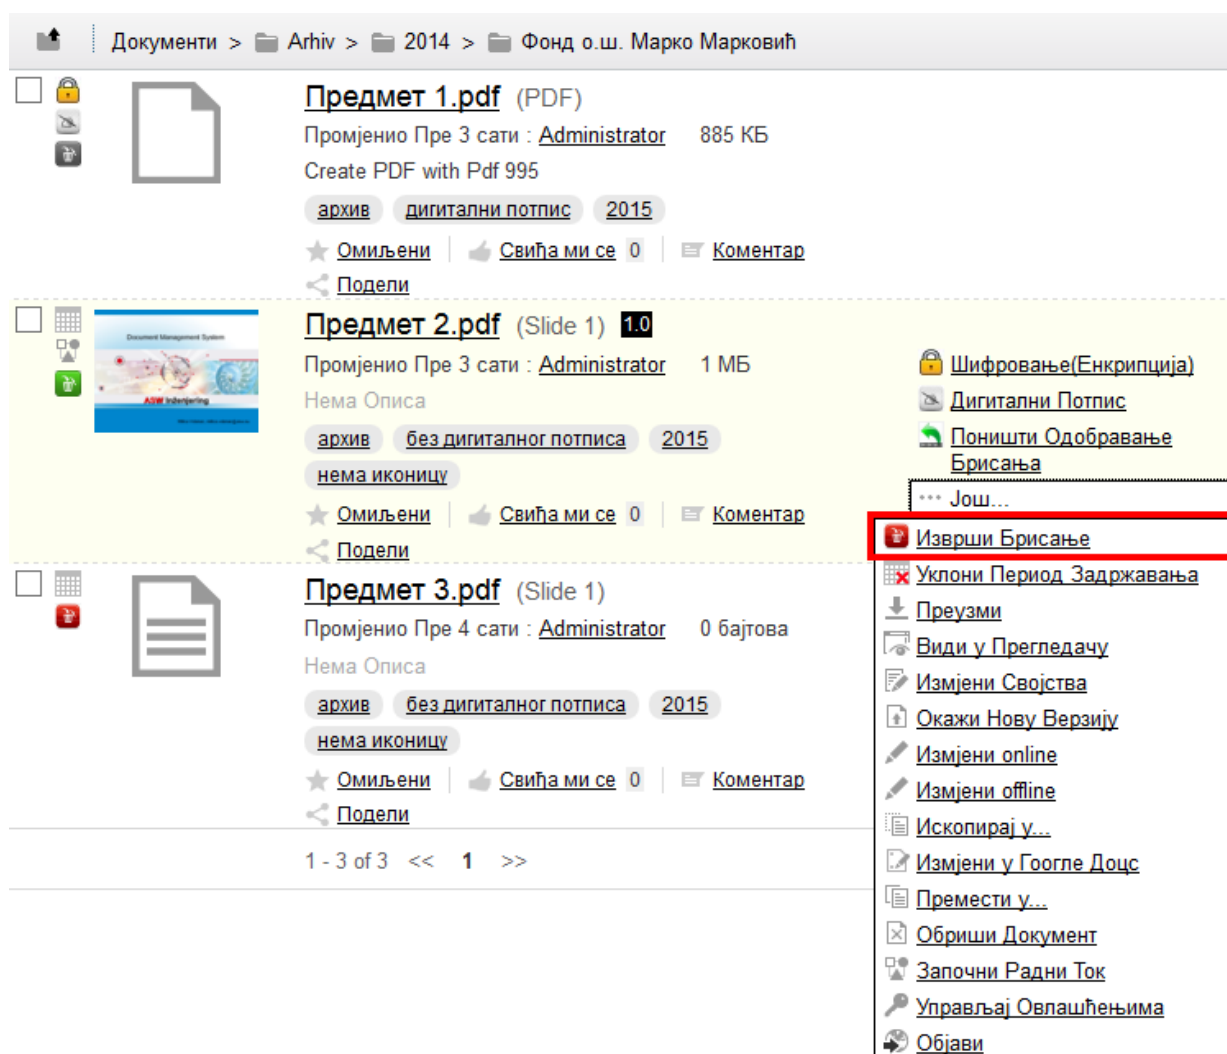 Документи > Arhiv > 2014 > Фонд о.ш. Марко Марковић
Предмет 1.pdf (PDF)
Промјенио Пре 3 сати : Administrator 885 КБ
Create PDF with Pdf 995
архив дигитални потпис 2015
Омиљени Свиђа ми се 0 Коментар
Подели
Document Management System
ASW Indenjering
Предмет 2.pdf (Slide 1) 1.0
Промјенио Пре 3 сати : Administrator 1 МБ
Нема Описа
архив без дигиталног потписа 2015
нема иконицу
Омиљени Свиђа ми се 0 Коментар
Подели
Шифровање(Енкрипција)
Дигитални Потпис
Поништи Одобравање
Брисања
Још...
Изврши Брисање
Уклони Период Задржавања
Преузми
Види у Прегледачу
Измјени Својства
Окажи Нову Верзију
Измјени online
Измјени offline
Ископирај у...
Измјени у Гоогле Доцс
Премести у...
Обриши Документ
Започни Радни Ток
Управљај Овлашћењима
Објави
Предмет 3.pdf (Slide 1)
Промјенио Пре 4 сати : Administrator 0 бајтова
Нема Описа
архив без дигиталног потписа 2015
нема иконицу
Омиљени Свиђа ми се 0 Коментар
Подели
1 - 3 of 3 << 1 >>